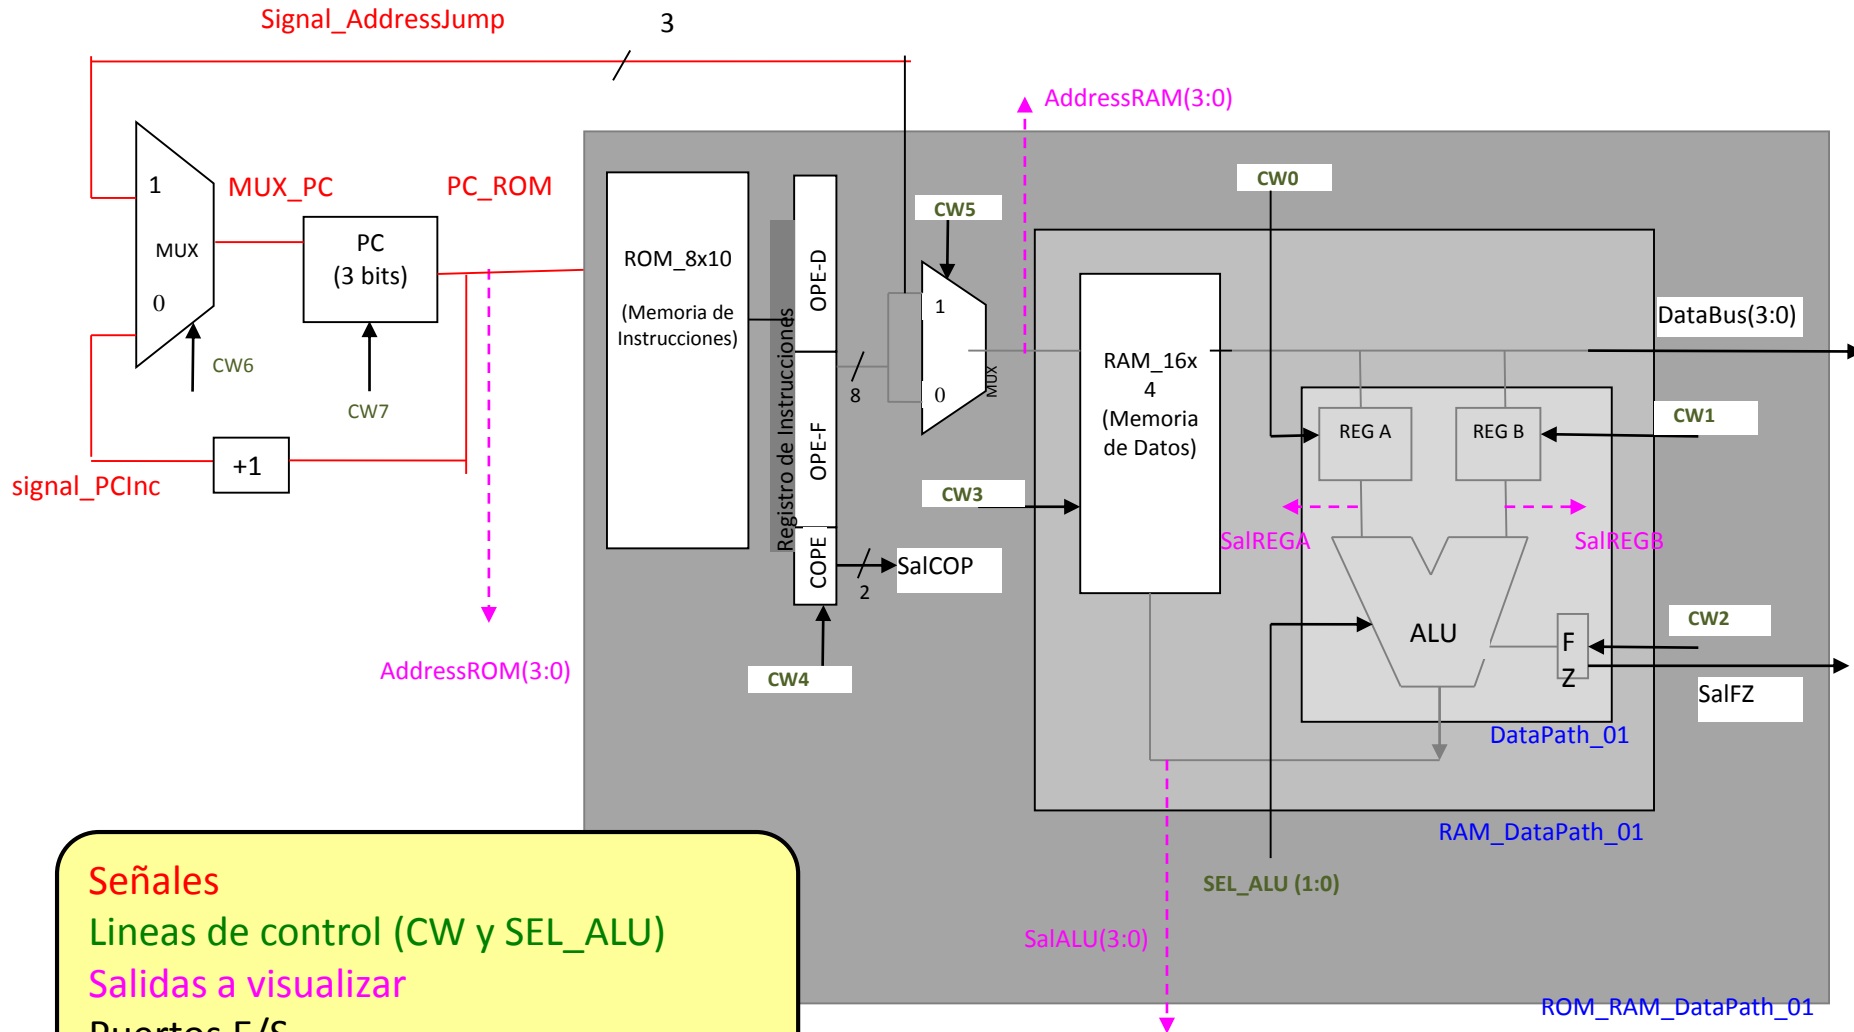 Signal_AddressJump
3
AddressRAM(3:0)
1
MUX
0
MUX_PC
PC
(3 bits)
PC_ROM
CW6
CW7
+1
signal_PCInc
AddressROM(3:0)
ROM_8x10
(Memoria de
Instrucciones)
Registro de Instrucciones
OPE-D
OPE-F
COPE
8
2
SalCOP
CW4
CW5
1
0
MUX
CW3
CW0
RAM_16x
4
(Memoria
de Datos)
DataBus(3:0)
REG A
REG B
CW1
SalREGA
SalREGB
ALU
F
Z
CW2
SalFZ
DataPath_01
RAM_DataPath_01
SEL_ALU (1:0)
SalALU(3:0)
ROM_RAM_DataPath_01
Señales
Lineas de control (CW y SEL_ALU)
Salidas a visualizar
Puertos E/S